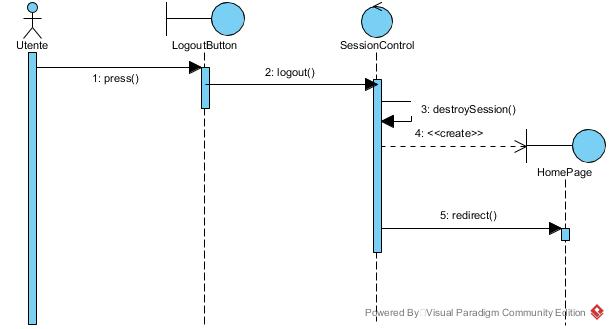 Utente
LogoutButton
SessionControl
1: press()
2: logout()
3: destroySession()
4: <<create>>
HomePage
5: redirect()
Powered By Visual Paradigm Community Edition